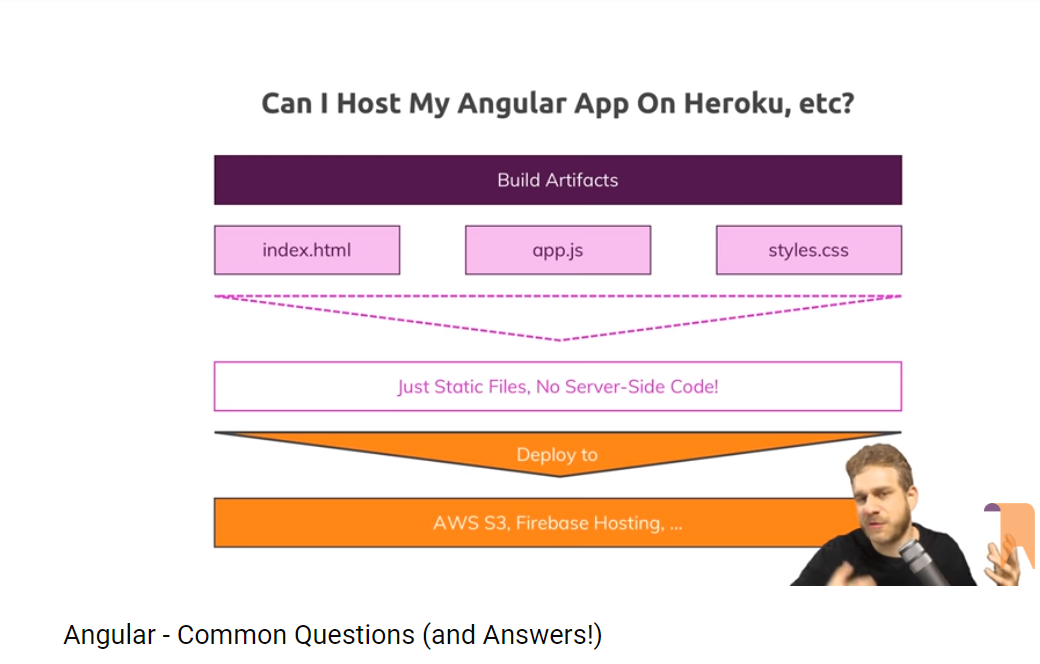 Can I Host My Angular App On Heroku, etc?
Build Artifacts
index.html
app.js
styles.css
Just Static Files, No Server-Side Code!
Deploy to
AWS S3, Firebase Hosting, ...
Angular - Common Questions (and Answers!)